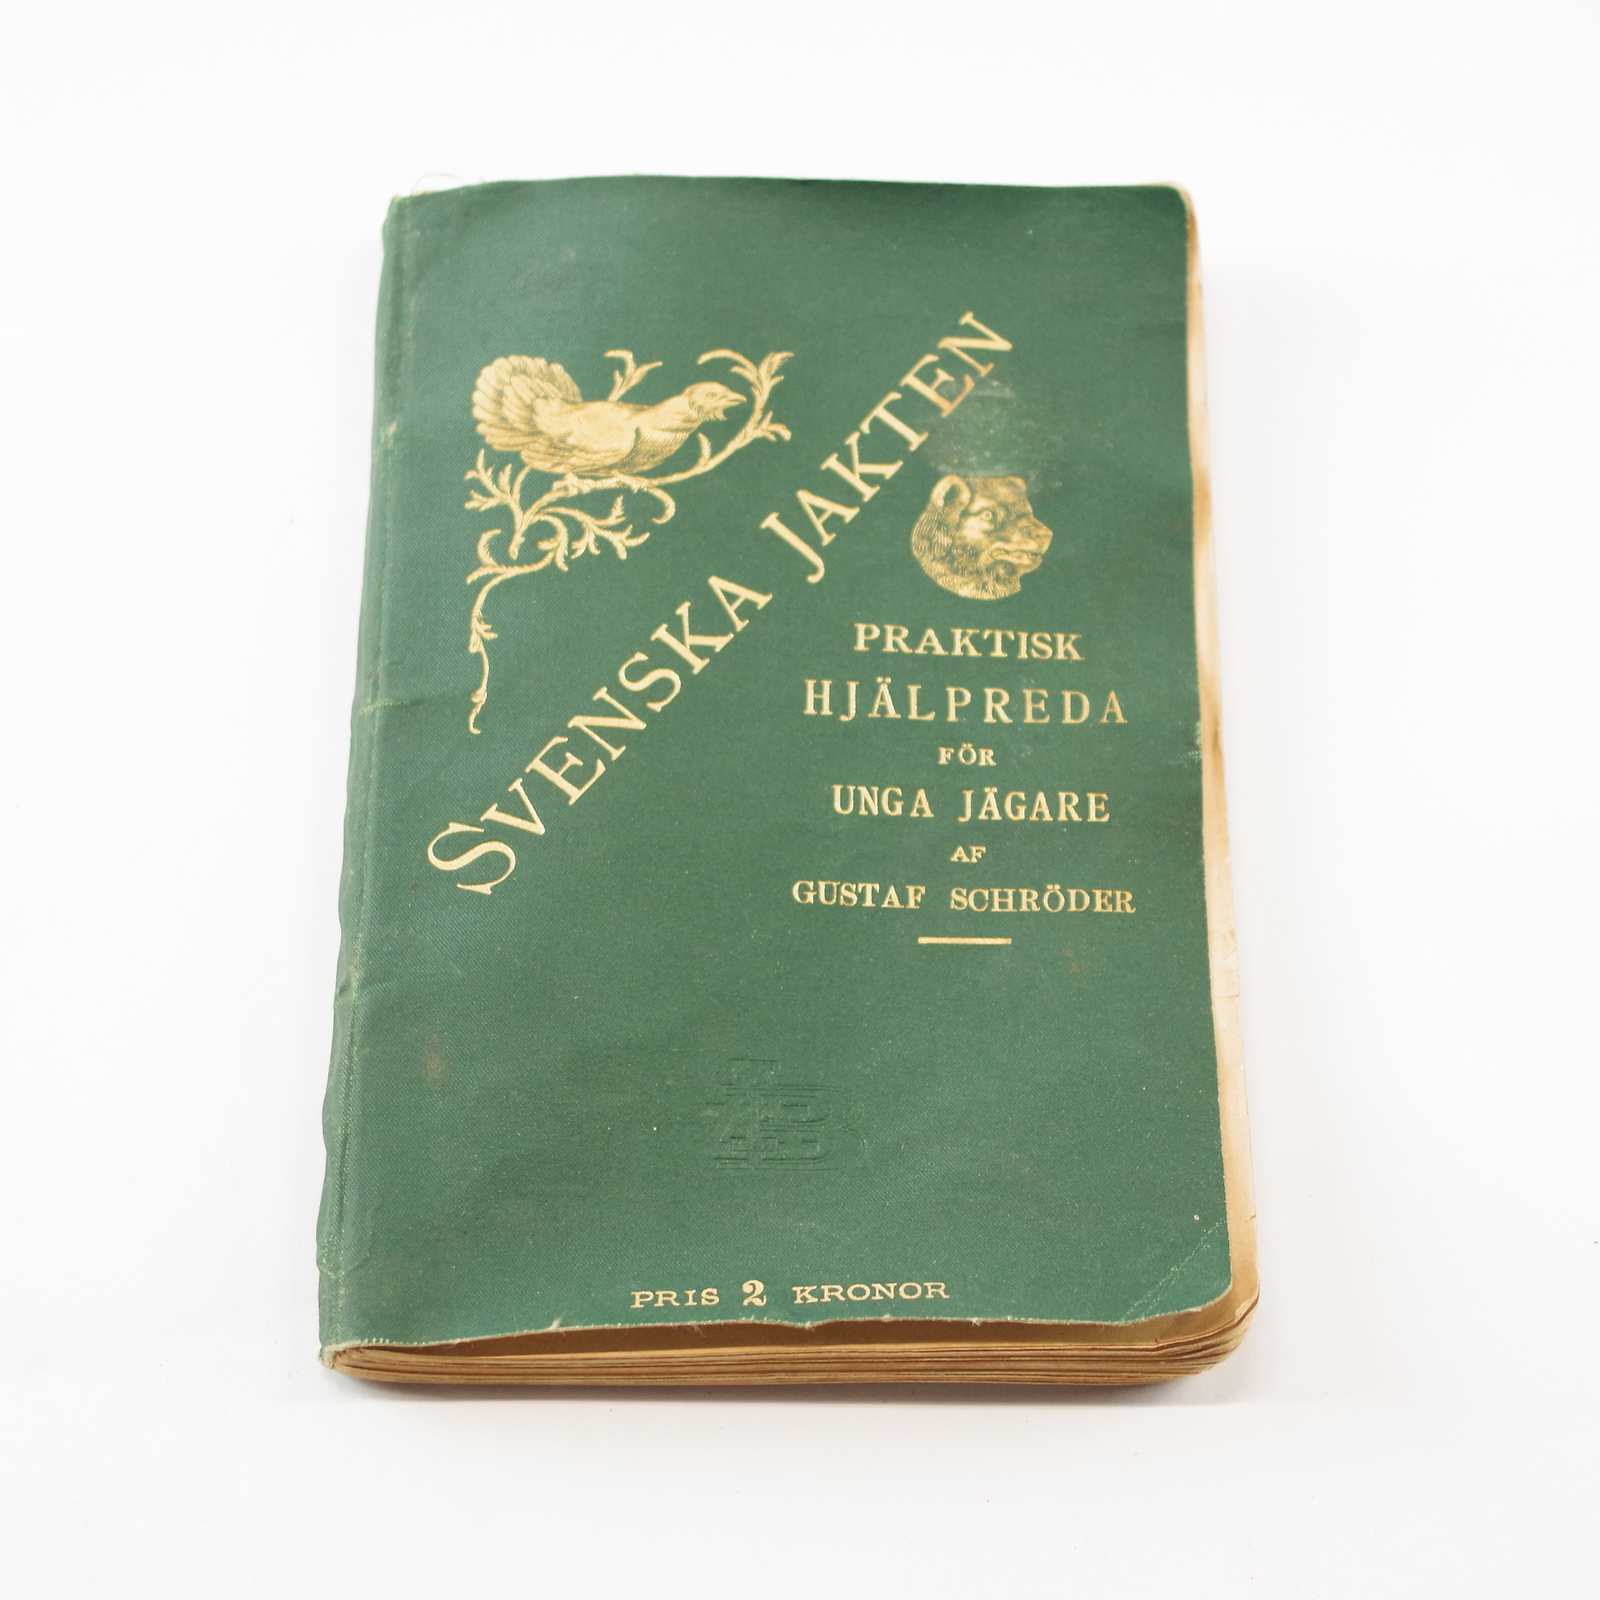 SVENSKA JAKTEN
PRAKTISK
HJÄLPREDA
FÖR
UNGA JÄGARE
AF
GUSTAF SCHRÖDER
PRIS 2 KRONOR